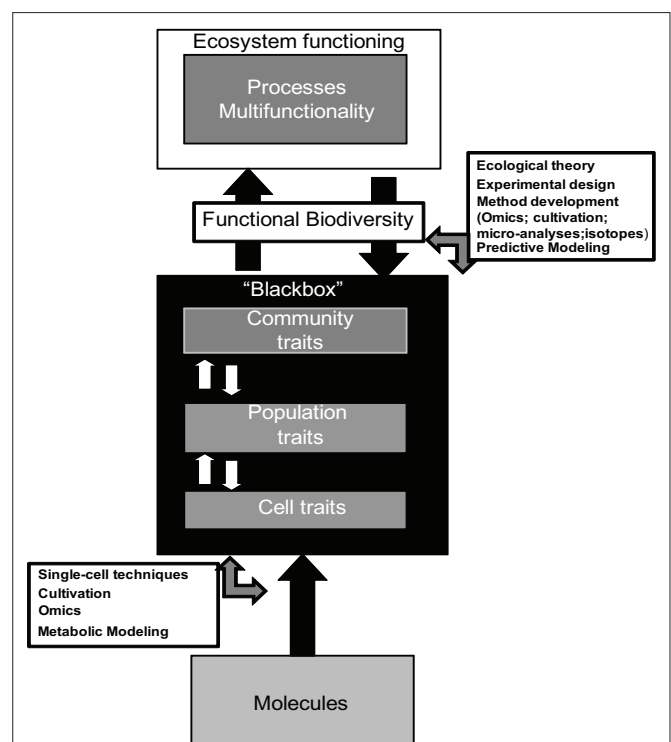 Ecosystem functioning
Processes
Multifunctionality
Ecological theory
Experimental design
Method development
(Omics; cultivation;
micro-analyses;isotopes)
Predictive Modeling
Functional Biodiversity
“Blackbox”
Community
traits
Population
traits
Cell traits
Single-cell techniques
Cultivation
Omics
Metabolic Modeling
Molecules